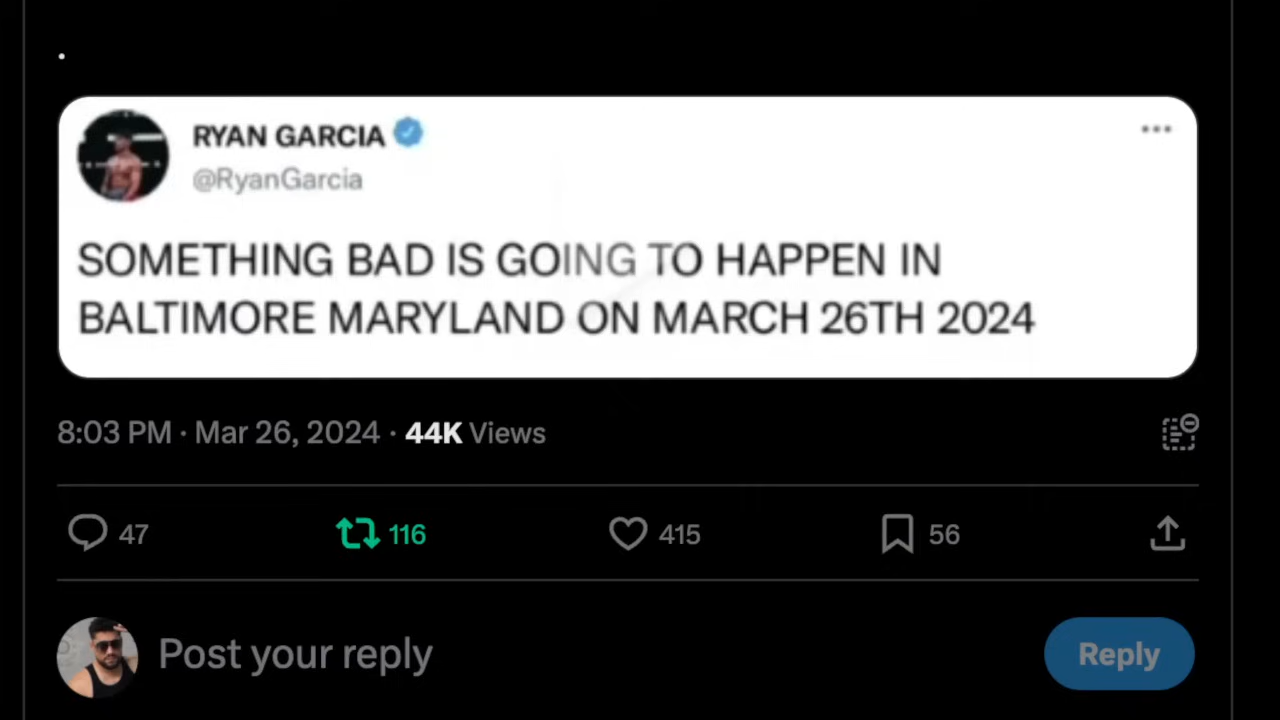 .
RYAN GARCIA
@RyanGarcia
SOMETHING BAD IS GOING TO HAPPEN IN
BALTIMORE MARYLAND ON MARCH 26TH 2024
8:03 PM · Mar 26, 2024 · 44K Views
47 116 415 56
Post your reply Reply